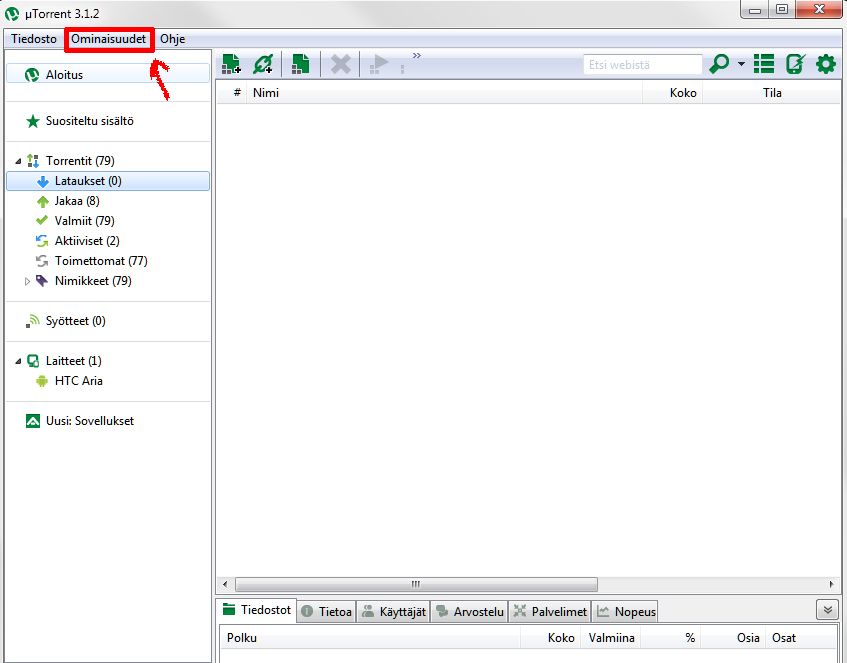 µTorrent 3.1.2
Tiedosto Ominaisuudet Ohje
Aloitus
Suositeltu sisältö
Torrentit (79)
Lataukset (0)
Jakaa (8)
Valmiit (79)
Aktiiviset (2)
Toimettomat (77)
Nimikkeet (79)
Syötteet (0)
Laitteet (1)
HTC Aria
Uusi: Sovellukset
Etsi webistä
# Nimi Koko Tila
Tiedostot Tietoa Käyttäjät Arvostelu Palvelimet Nopeus
Polku Koko Valmiina % Osia Osat